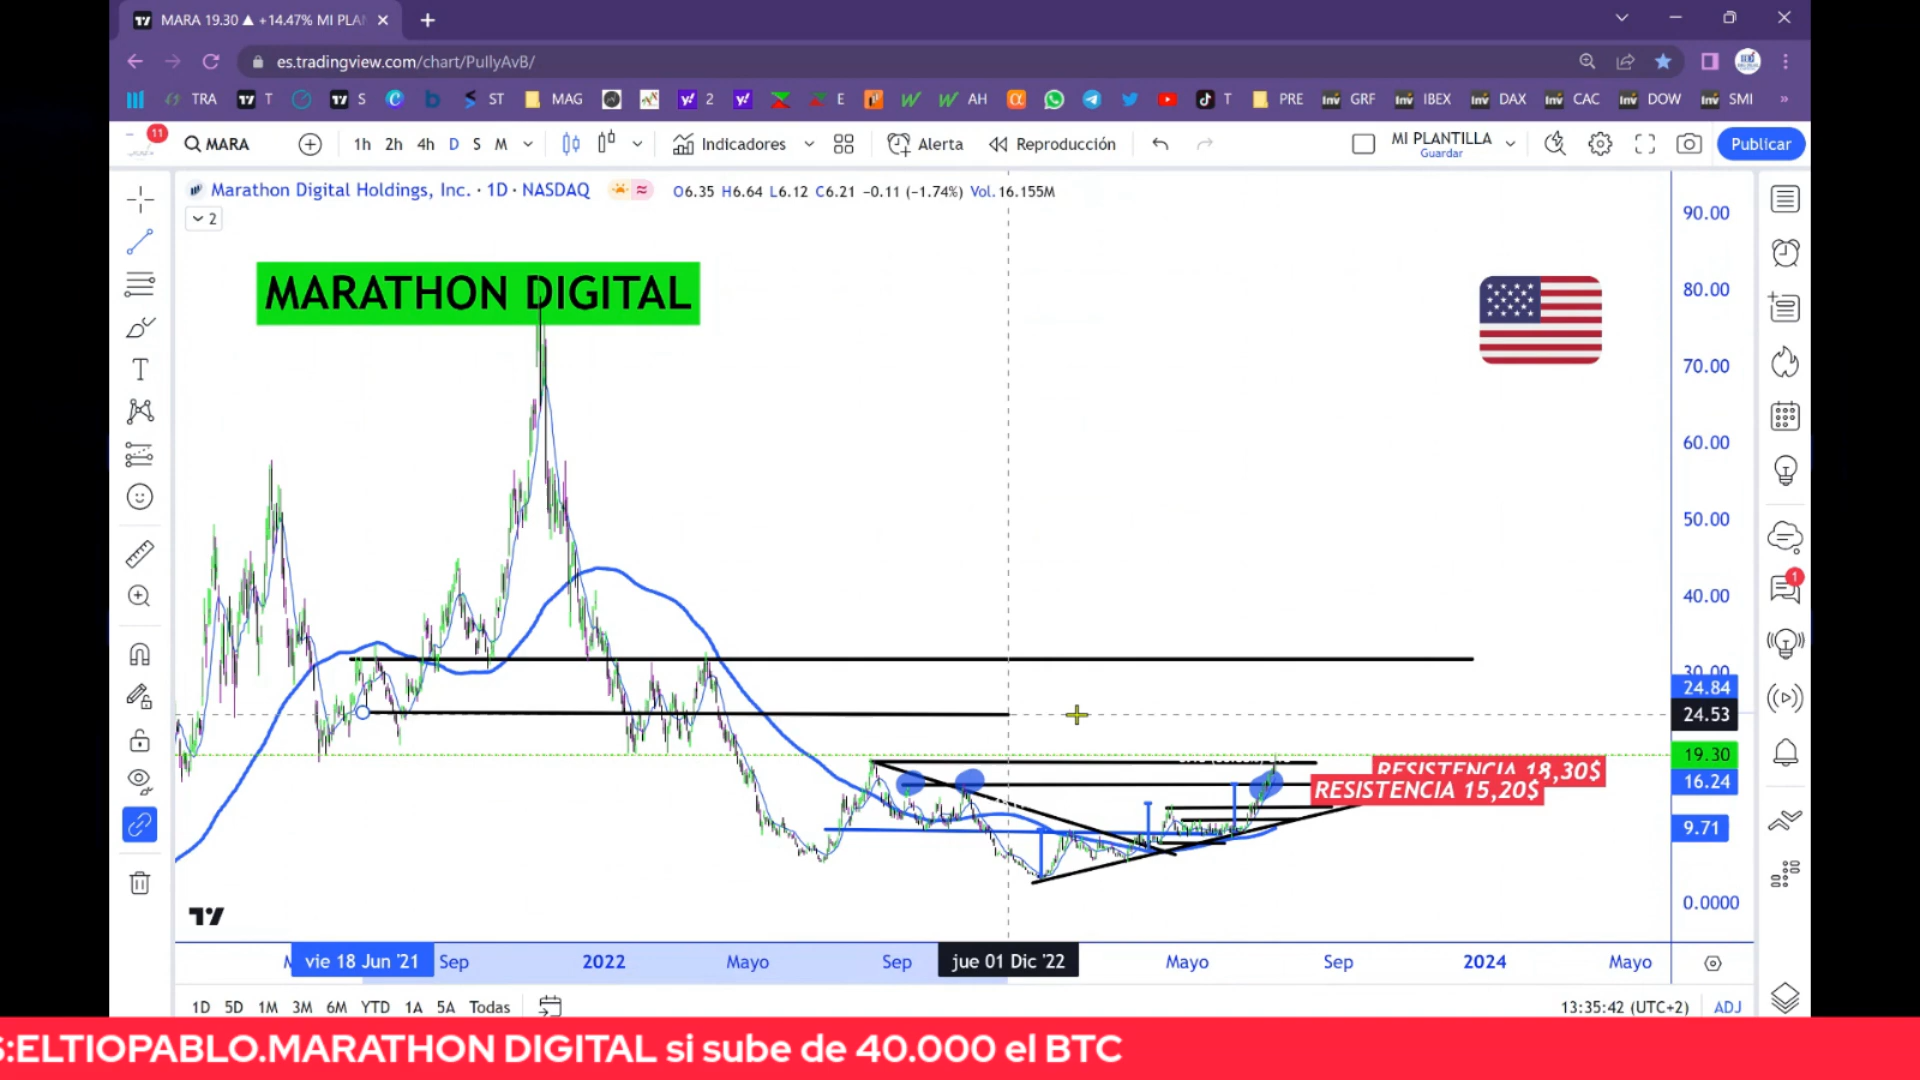 MARA 19.30 ▲ +14.47% MI PLAN
es.tradingview.com/chart/PullyAvB/
TRA T S ST MAG 2 E AH T PRE GRF IBEX DAX CAC DOW SMI »
11 MARA 1h 2h 4h D S M Indicadores Alerta Reproducción MI PLANTILLA Guardar Publicar
Marathon Digital Holdings, Inc. · 1D · NASDAQ O6.35 H6.64 L6.12 C6.21 −0.11 (−1.74%) Vol. 16.155M
2
90.00
MARATHON DIGITAL
80.00
70.00
60.00
50.00
40.00
1
30.00
24.84
24.53
19.30
RESISTENCIA 18,30$
16.24
RESISTENCIA 15,20$
9.71
0.0000
vie 18 Jun '21 Sep 2022 Mayo Sep jue 01 Dic '22 Mayo Sep 2024 Mayo
1D 5D 1M 3M 6M YTD 1A 5A Todas 13:35:42 (UTC+2) ADJ
S:ELTIOPABLO.MARATHON DIGITAL si sube de 40.000 el BTC